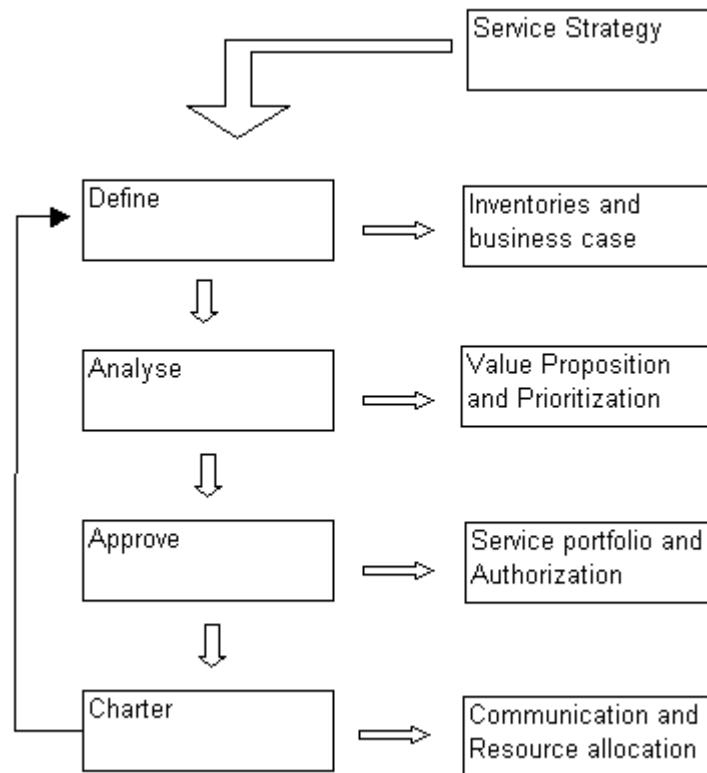 Service Strategy
Define
Inventories and
business case
Analyse
Value Proposition
and Prioritization
Approve
Service portfolio and
Authorization
Charter
Communication and
Resource allocation